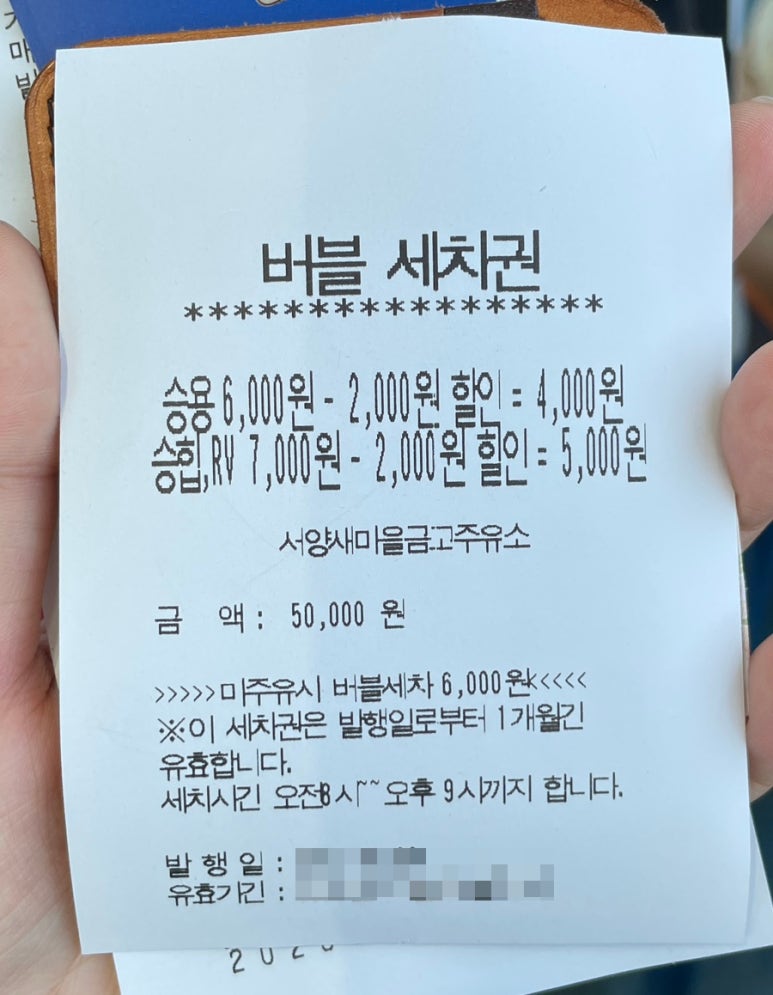 버블 세차권
*****************
승용 6,000원 - 2,000원 할인 = 4,000원
승합,RV 7,000원 - 2,000원 할인 = 5,000원
서양새마을금고주유소
금 액 : 50,000 원
>>>>>미주유시 버블세차 6,000원<<<<<
※이 세차권은 발행일로부터 1개월간
유효합니다.
세차시간 오전8시~~오후 9시까지 합니다.
발 행 일 :
유효기간 :